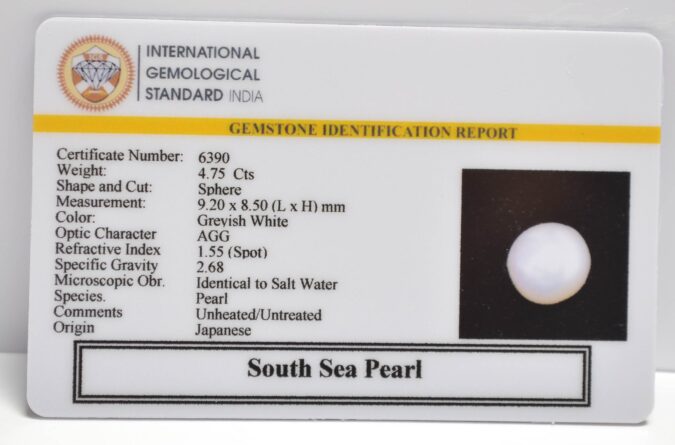 INTERNATIONAL
GEMOLOGICAL
STANDARD INDIA
GEMSTONE IDENTIFICATION REPORT
Certificate Number: 6390
Weight: 4.75 Cts
Shape and Cut: Sphere
Measurement: 9.20 x 8.50 (L x H) mm
Color: Greyish White
Optic Character AGG
Refractive Index 1.55 (Spot)
Specific Gravity 2.68
Microscopic Obr. Identical to Salt Water
Species. Pearl
Comments Unheated/Untreated
Origin Japanese
South Sea Pearl